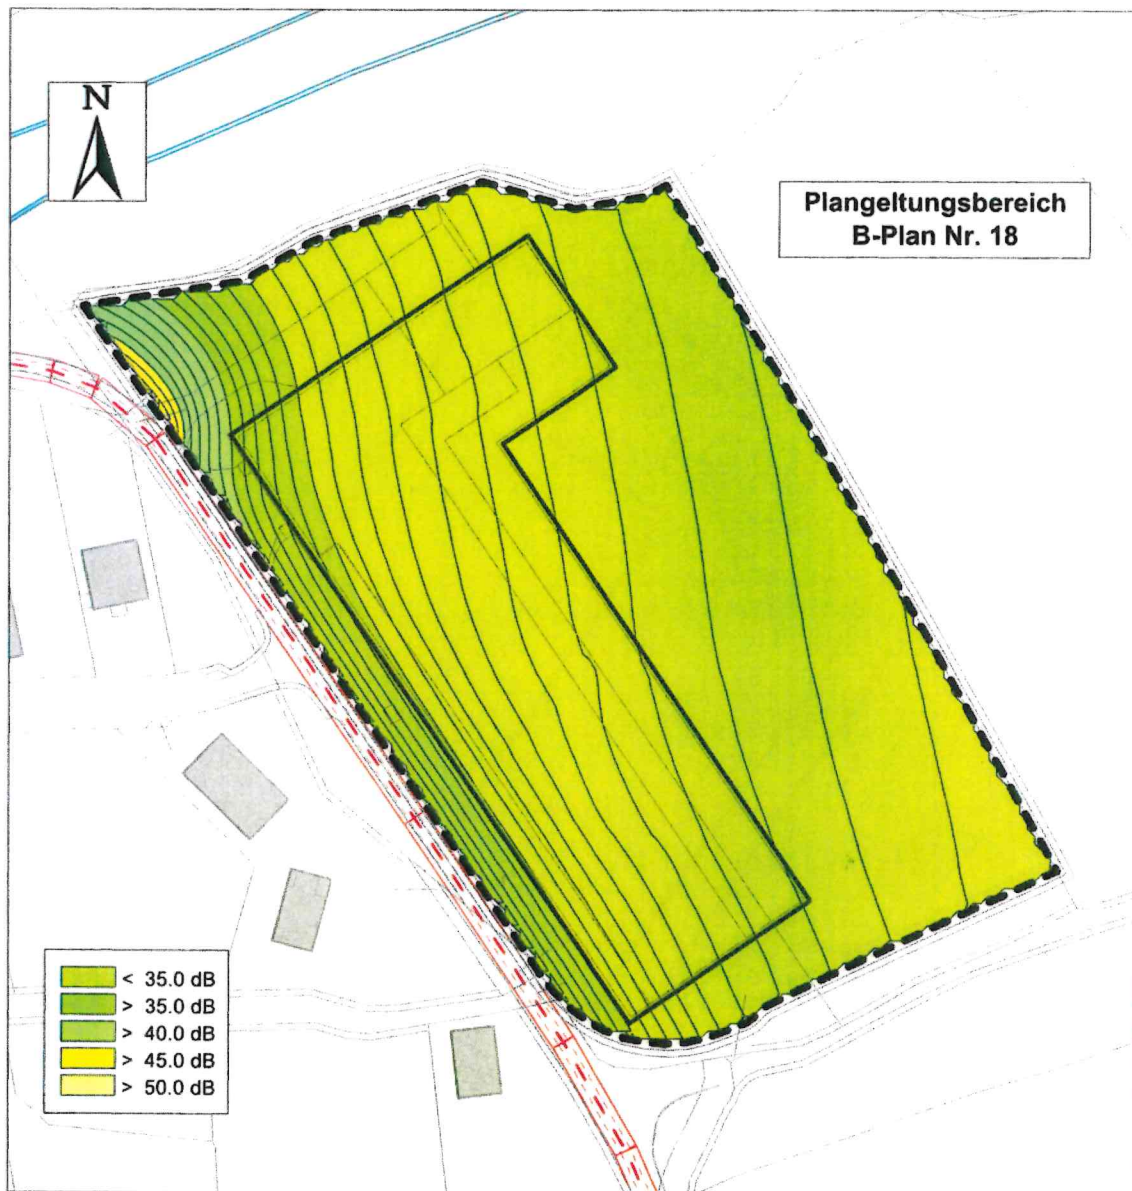 N
Plangeltungsbereich
B-Plan Nr. 18
< 35.0 dB
> 35.0 dB
> 40.0 dB
> 45.0 dB
> 50.0 dB